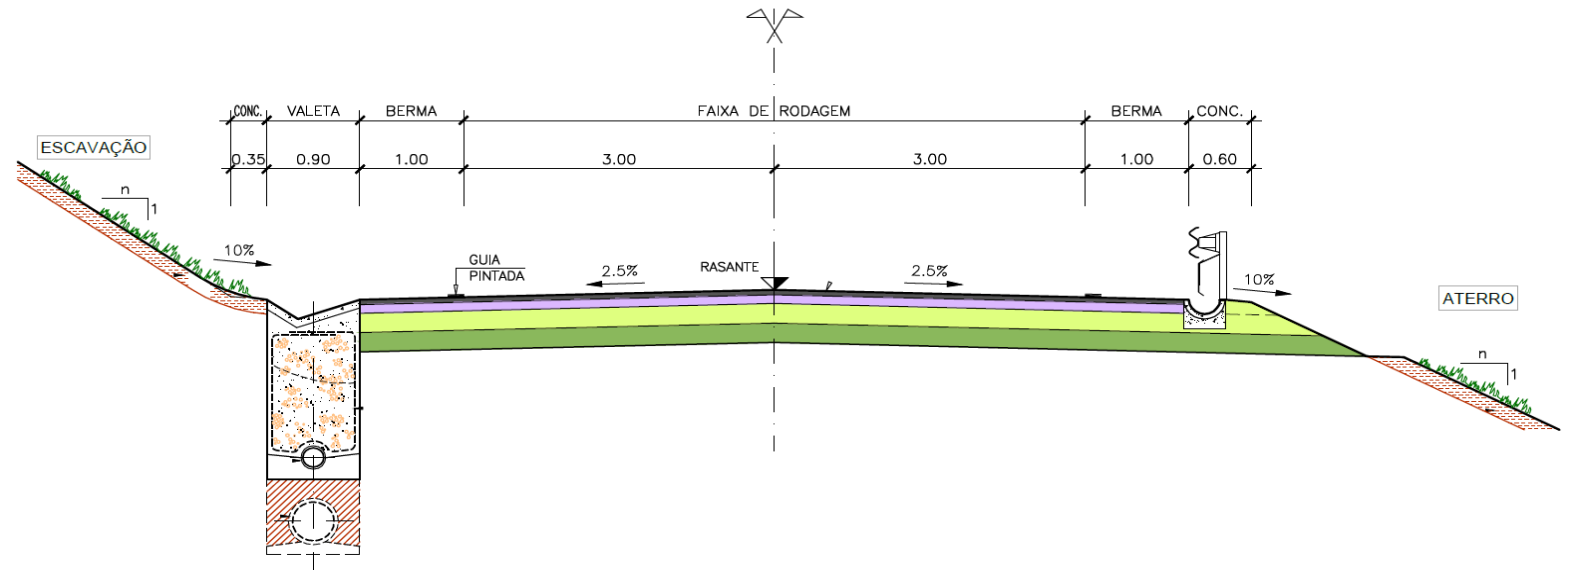 CONC. VALETA BERMA FAIXA DE RODAGEM BERMA CONC.
ESCAVAÇÃO
0.35 0.90 1.00 3.00 3.00 1.00 0.60
n
1
10%
GUIA
PINTADA
2.5%
RASANTE
2.5%
10%
ATERRO
n
1